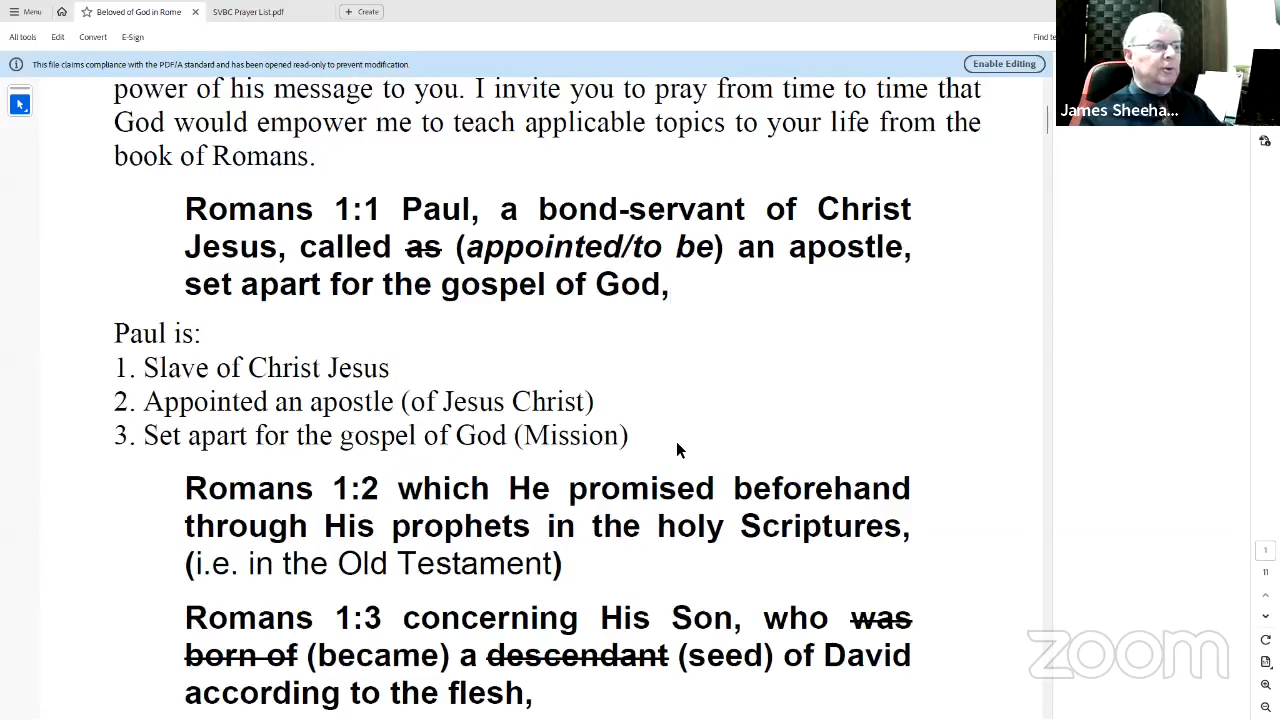 Menu
Beloved of God in Rome
SVBC Prayer List.pdf
Create
All tools Edit Convert E-Sign
Find te
This file claims compliance with the PDF/A standard and has been opened read-only to prevent modification.
Enable Editing
James Sheeha...
power of his message to you. I invite you to pray from time to time that
God would empower me to teach applicable topics to your life from the
book of Romans.
Romans 1:1 Paul, a bond-servant of Christ
Jesus, called as (appointed/to be) an apostle,
set apart for the gospel of God,
Paul is:
1. Slave of Christ Jesus
2. Appointed an apostle (of Jesus Christ)
3. Set apart for the gospel of God (Mission)
Romans 1:2 which He promised beforehand
through His prophets in the holy Scriptures,
(i.e. in the Old Testament)
Romans 1:3 concerning His Son, who was
born of (became) a descendant (seed) of David
according to the flesh,
1
11
zoom